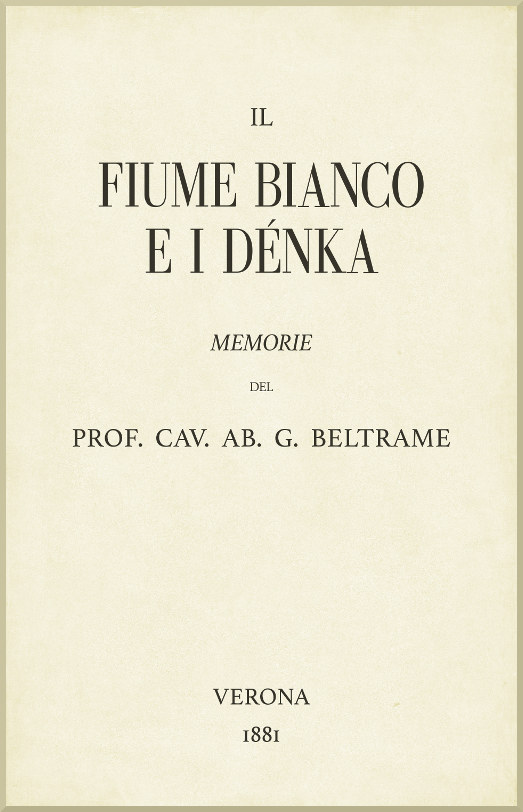 IL
FIUME BIANCO
E I DÉNKA
MEMORIE
DEL
PROF. CAV. AB. G. BELTRAME
VERONA
1881